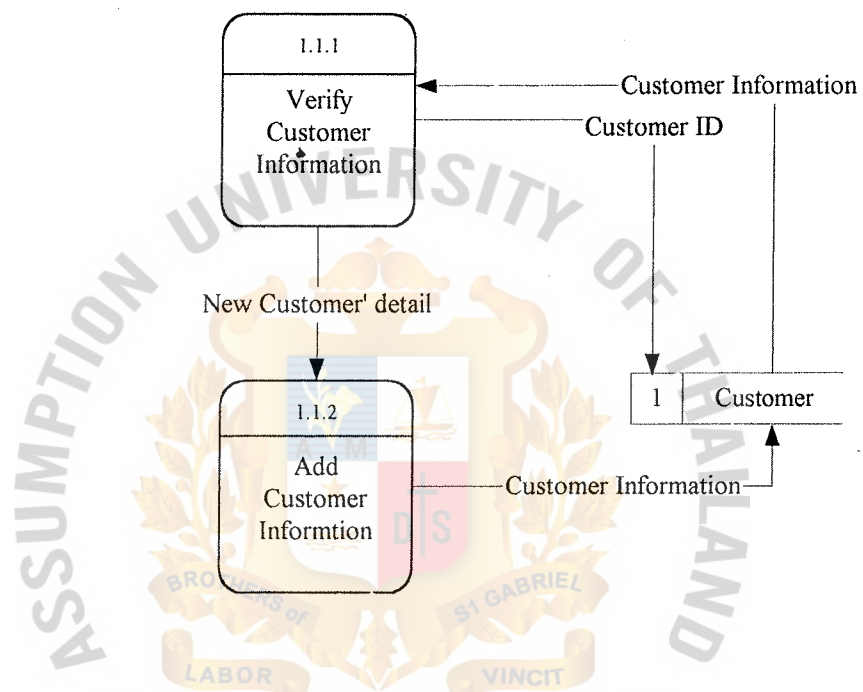 1.1.1
Verify
Customer
Information
Customer Information
Customer ID
New Customer' detail
1.1.2
Add
Customer
Informtion
1
Customer
Customer Information
ASSUMPTION UNIVERSITY OF THAILAND
A M
D S
BROTHERS of
S1 GABRIEL
LABOR
VINCIT